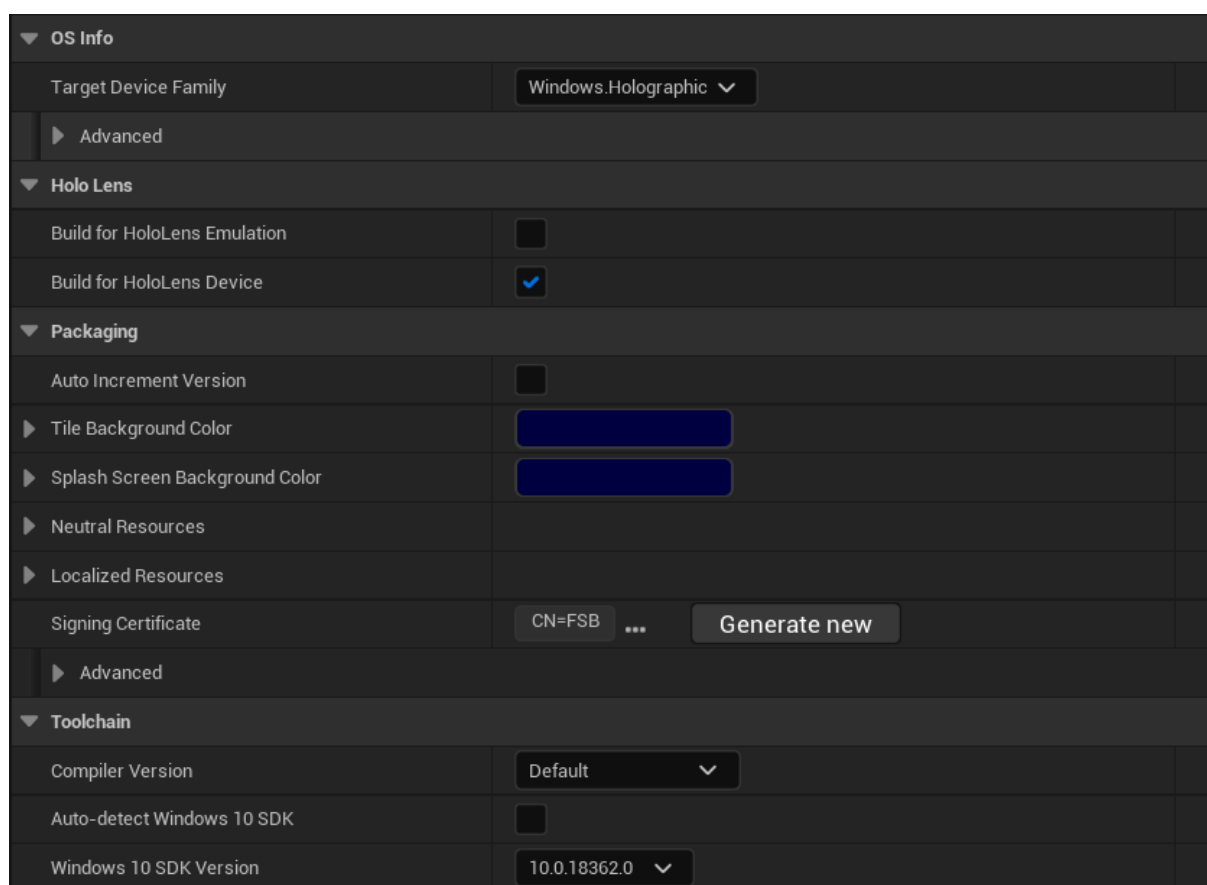 OS Info
Target Device Family Windows.Holographic
Advanced
Holo Lens
Build for HoloLens Emulation
Build for HoloLens Device
Packaging
Auto Increment Version
Tile Background Color
Splash Screen Background Color
Neutral Resources
Localized Resources
Signing Certificate CN=FSB ... Generate new
Advanced
Toolchain
Compiler Version Default
Auto-detect Windows 10 SDK
Windows 10 SDK Version 10.0.18362.0